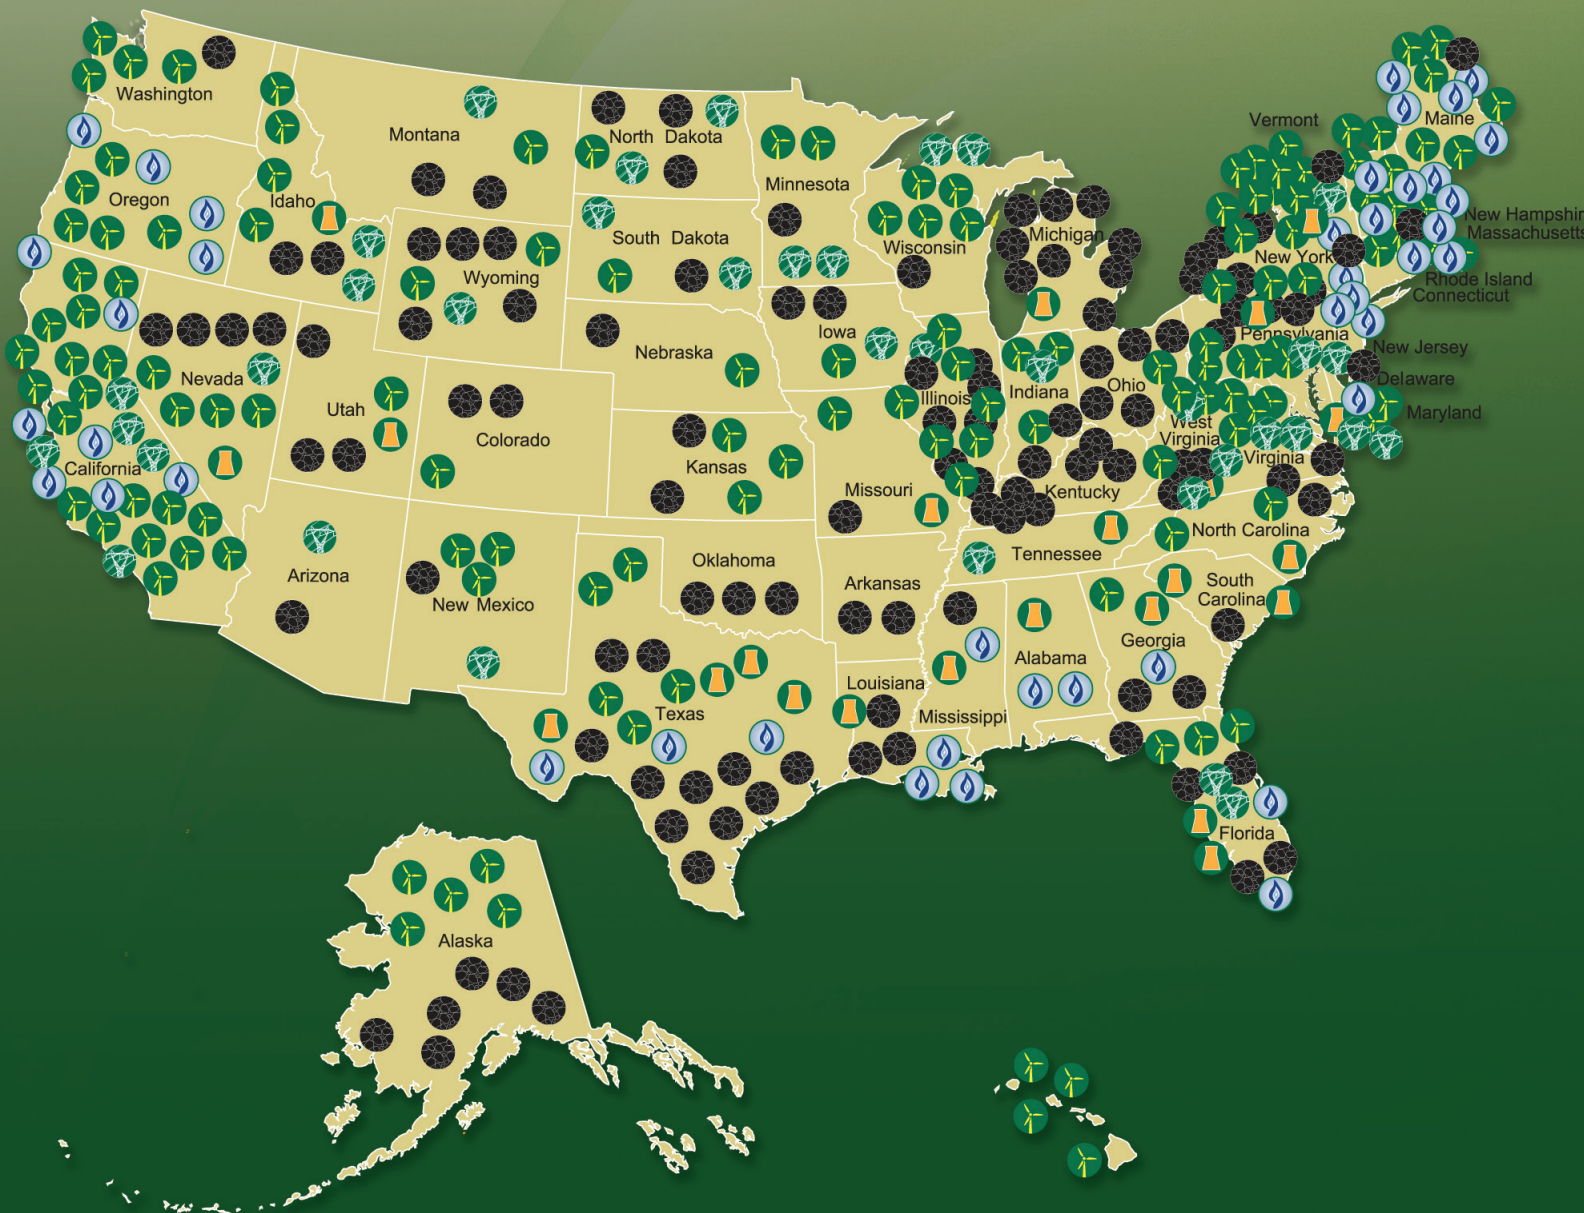 Washington
Montana
North Dakota
Minnesota
Vermont
Maine
Oregon
Idaho
South Dakota
Wisconsin
Michigan
New Hampshir
Massachusetts
Wyoming
New York
Rhode Island
Connecticut
Iowa
Pennsylvania
Nebraska
New Jersey
Nevada
Delaware
Utah
Illinois
Indiana
Ohio
Maryland
Colorado
West
Virginia
California
Kansas
Virginia
Missouri
Kentucky
North Carolina
Tennessee
Oklahoma
Arizona
Arkansas
South
Carolina
New Mexico
Georgia
Alabama
Louisiana
Texas
Mississippi
Florida
Alaska